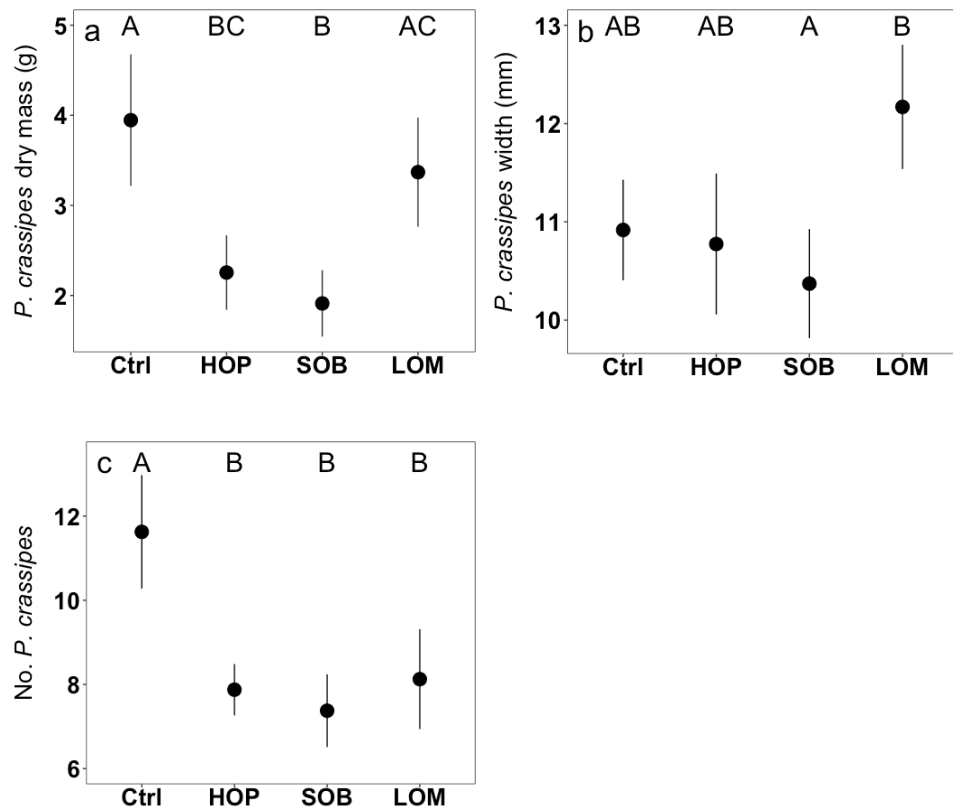 a A BC B AC
5
4
3
2
P. crassipes dry mass (g)
Ctrl HOP SOB LOM
b AB AB A B
13
12
11
10
P. crassipes width (mm)
Ctrl HOP SOB LOM
c A B B B
12
10
8
6
No. P. crassipes
Ctrl HOP SOB LOM